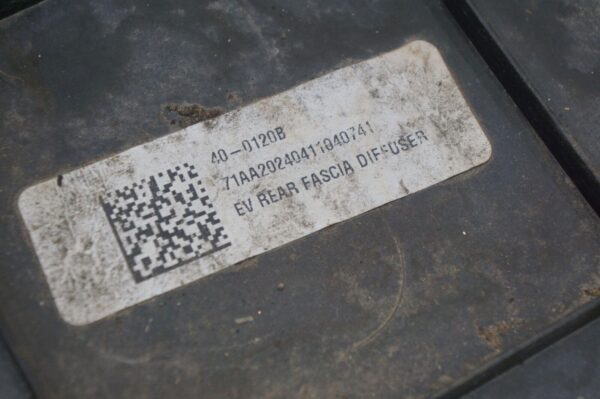 40-0120B
71AA20240411040741
EV REAR FASCIA DIFFUSER